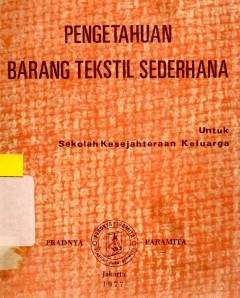 PENGETAHUAN
BARANG TEKSTIL SEDERHANA
Untuk
Sekolah Kesejahteraan Keluarga
PRADNYA PARAMITA
Jakarta
1977